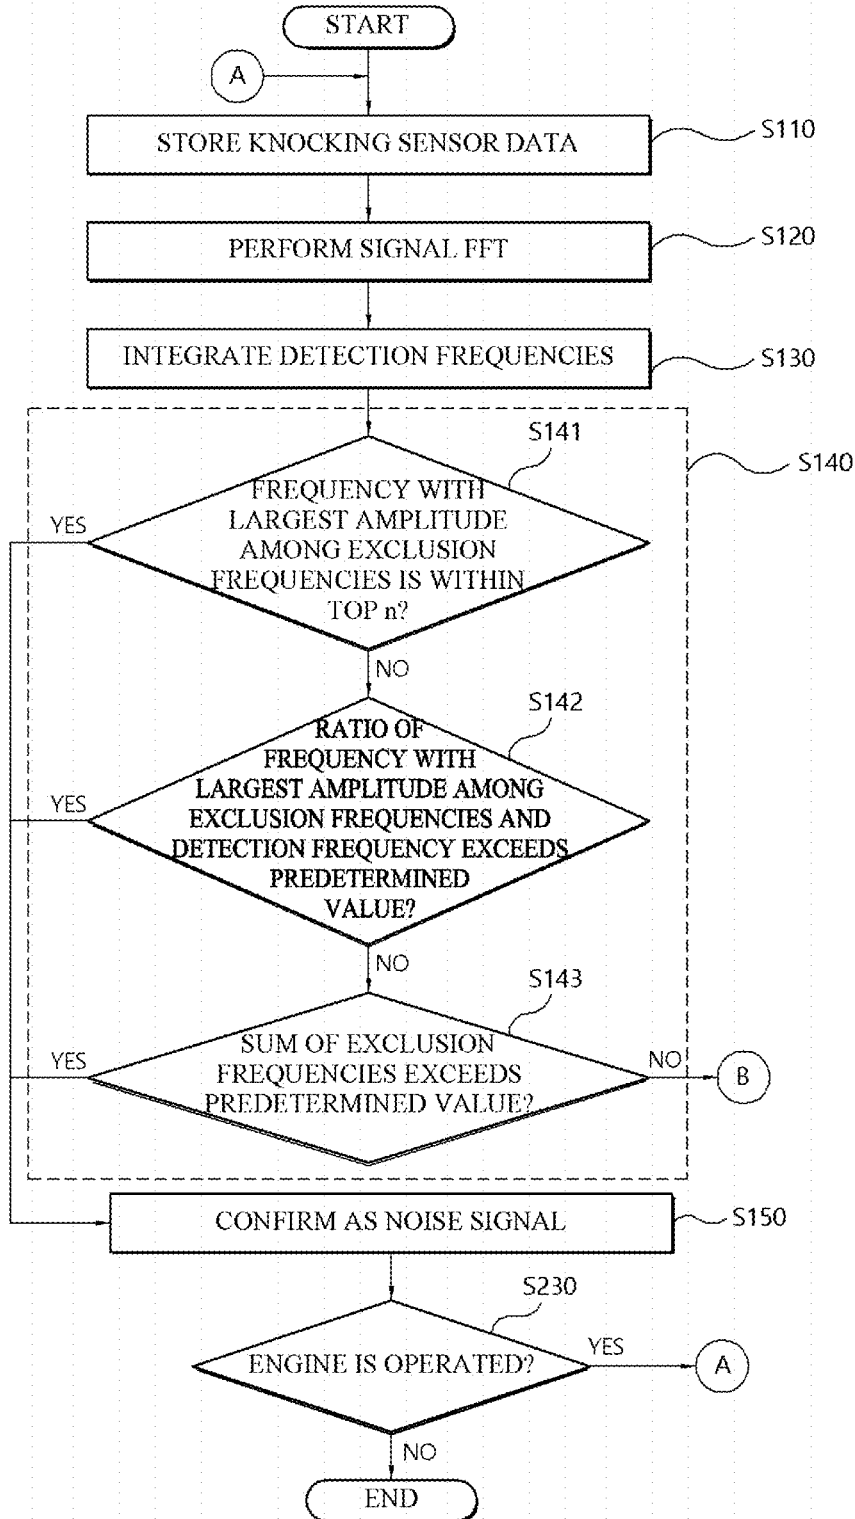 START
A
STORE KNOCKING SENSOR DATA
S110
PERFORM SIGNAL FFT
S120
INTEGRATE DETECTION FREQUENCIES
S130
S141
S140
FREQUENCY WITH
LARGEST AMPLITUDE
AMONG EXCLUSION
FREQUENCIES IS WITHIN
TOP n?
YES
NO
S142
RATIO OF
FREQUENCY WITH
LARGEST AMPLITUDE AMONG
EXCLUSION FREQUENCIES AND
DETECTION FREQUENCY EXCEEDS
PREDETERMINED
VALUE?
YES
NO
S143
SUM OF EXCLUSION
FREQUENCIES EXCEEDS
PREDETERMINED VALUE?
YES
NO
B
CONFIRM AS NOISE SIGNAL
S150
S230
ENGINE IS OPERATED?
YES
A
NO
END